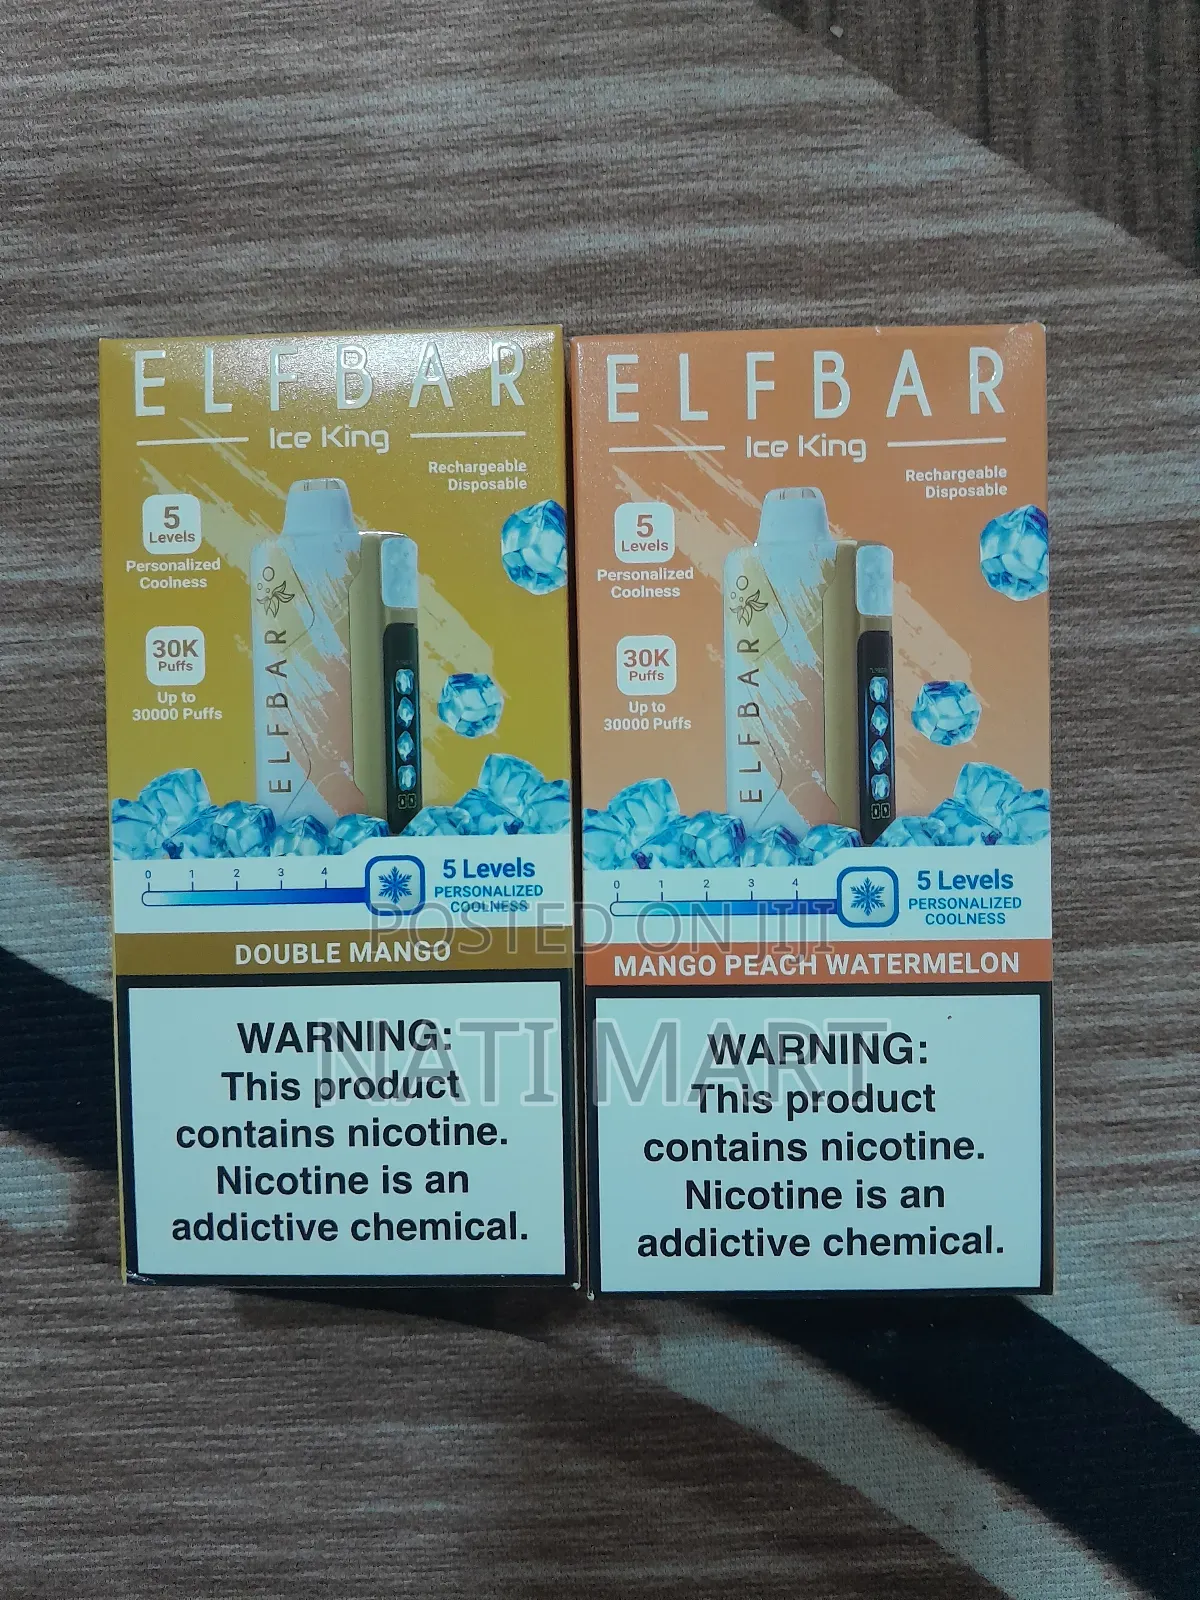 ELFBAR
Ice King
Rechargeable
Disposable
5
Levels
Personalized
Coolness
30K
Puffs
Up to
30000 Puffs
ELFBAR
0 1 2 3 4
5 Levels
PERSONALIZED
COOLNESS
DOUBLE MANGO
WARNING:
This product
contains nicotine.
Nicotine is an
addictive chemical.
ELFBAR
Ice King
Rechargeable
Disposable
5
Levels
Personalized
Coolness
30K
Puffs
Up to
30000 Puffs
ELFBAR
0 1 2 3 4
5 Levels
PERSONALIZED
COOLNESS
MANGO PEACH WATERMELON
WARNING:
This product
contains nicotine.
Nicotine is an
addictive chemical.
POSTED ON JIJI
NATI MART